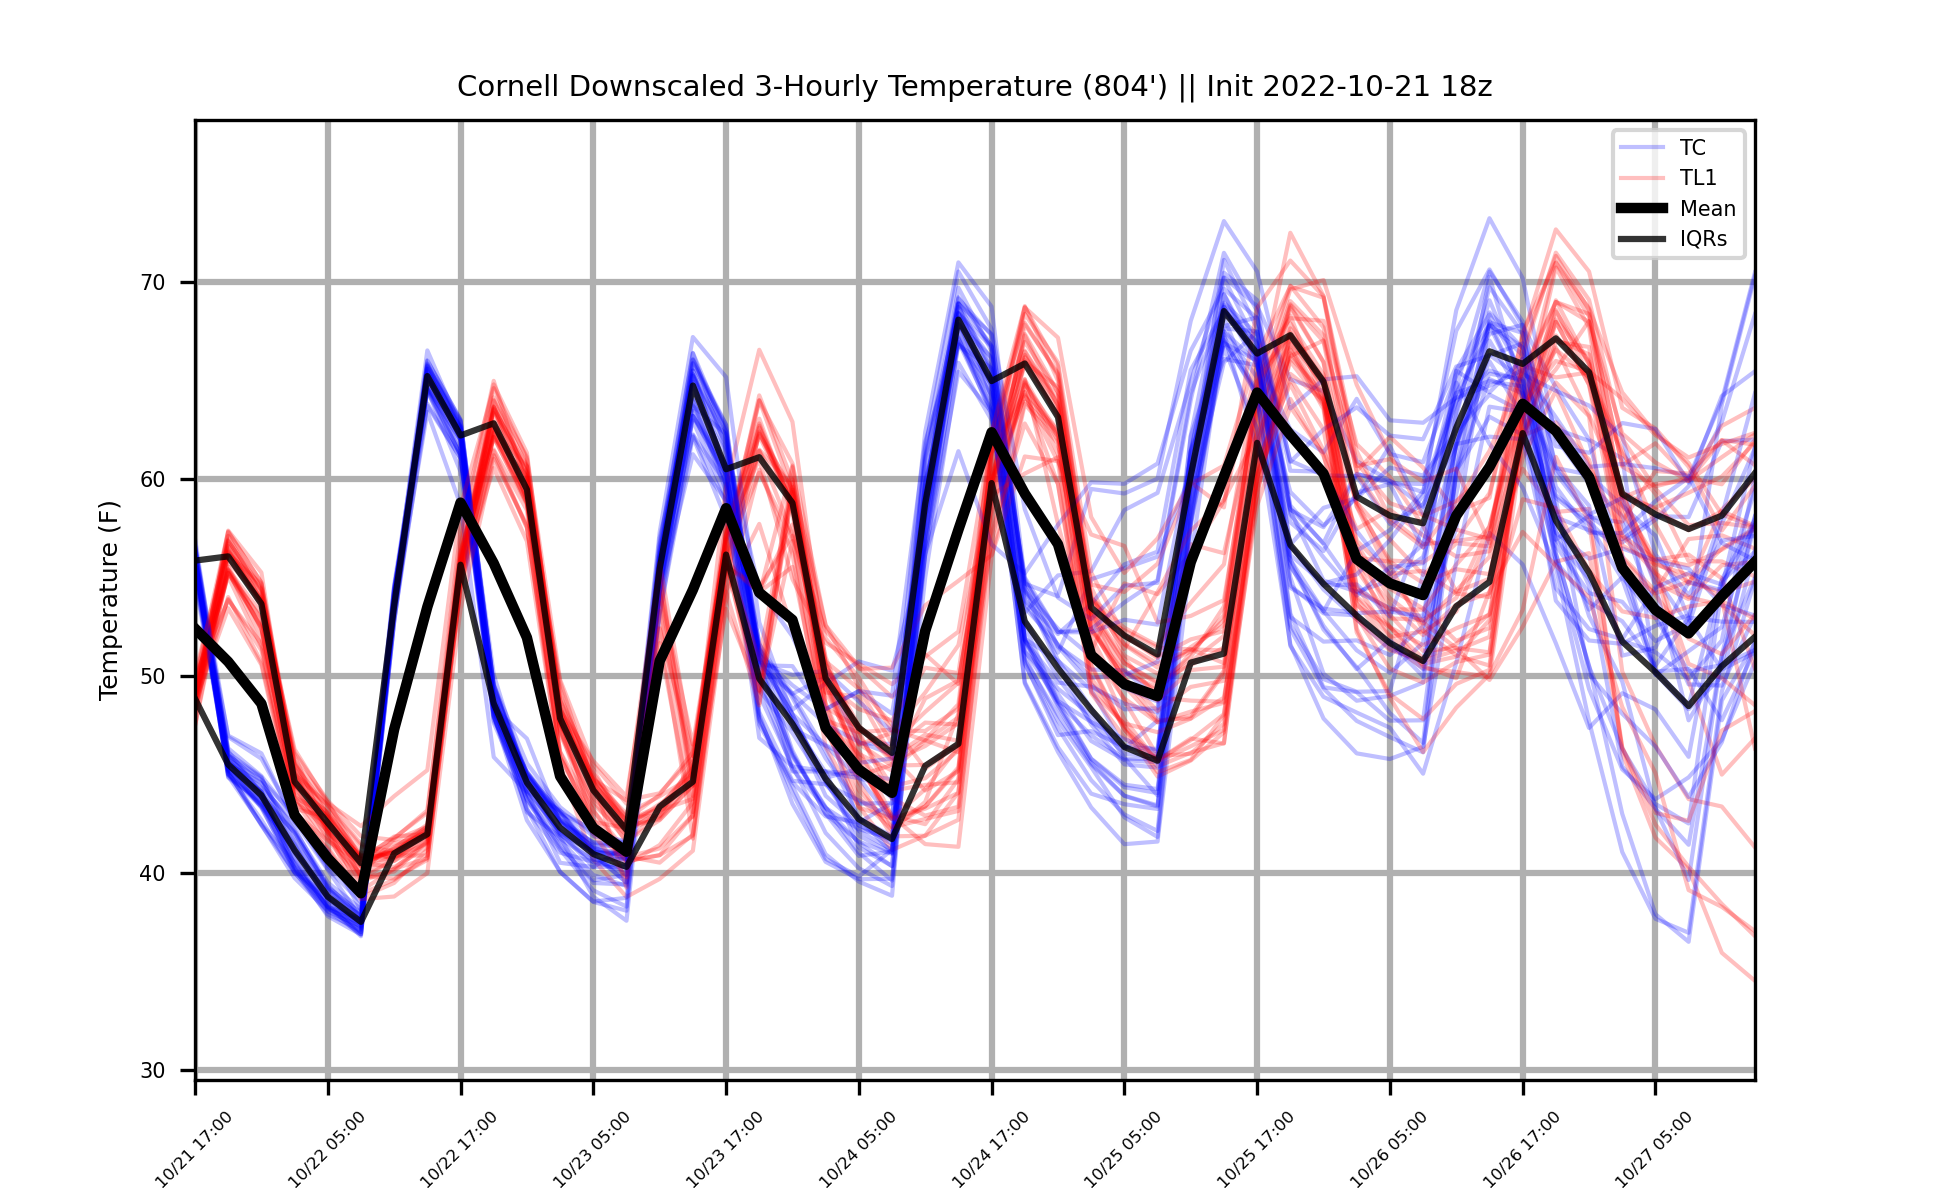 Cornell Downscaled 3-Hourly Temperature (804') || Init 2022-10-21 18z
TC
TL1
Mean
IQRs
Temperature (F)
70
60
50
40
30
10/21 17:00
10/22 05:00
10/22 17:00
10/23 05:00
10/23 17:00
10/24 05:00
10/24 17:00
10/25 05:00
10/25 17:00
10/26 05:00
10/26 17:00
10/27 05:00